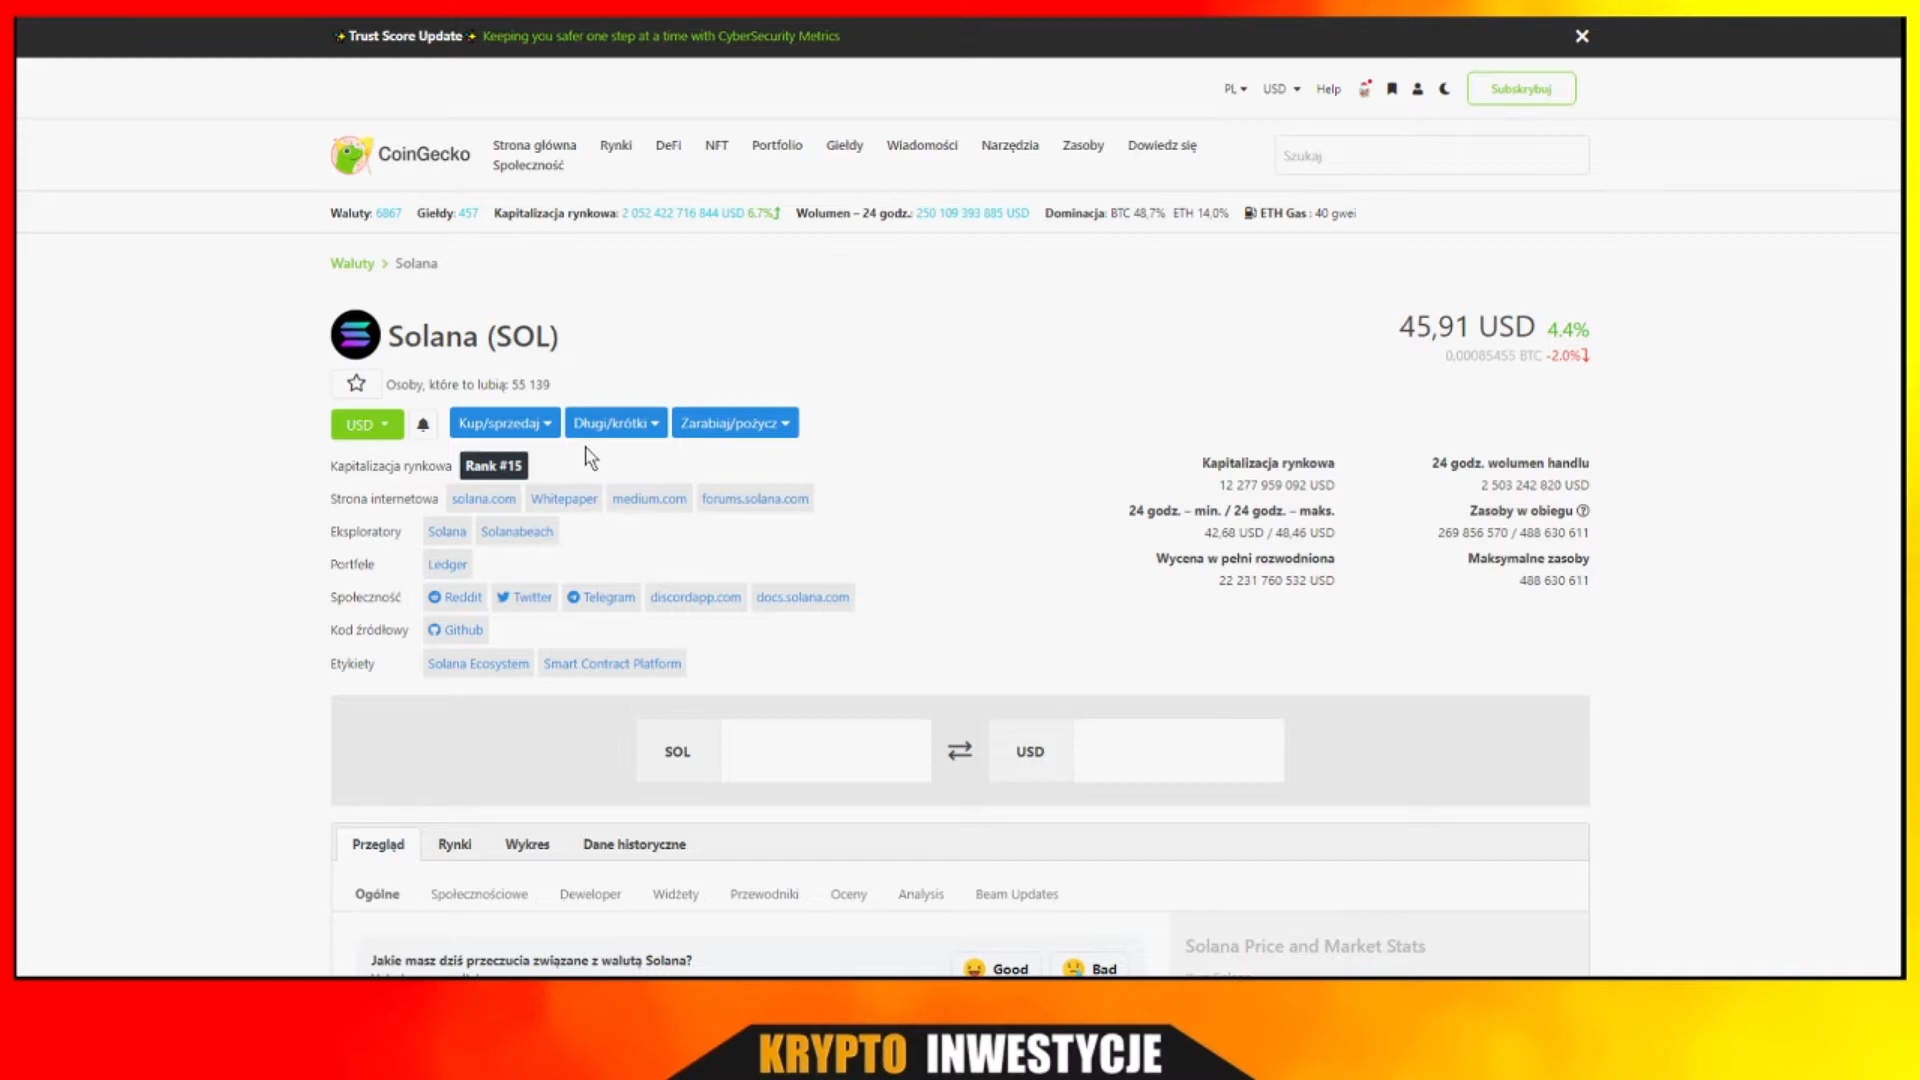 Trust Score Update Keeping you safer one step at a time with CyberSecurity Metrics
PL USD Help Subskrybuj
CoinGecko Strona główna Rynki DeFi NFT Portfolio Giełdy Wiadomości Narzędzia Zasoby Dowiedz się
Społeczność
Szukaj
Waluty: 6867 Giełdy: 457 Kapitalizacja rynkowa: 2 052 422 716 844 USD 6.7% Wolumen – 24 godz.: 250 109 393 885 USD Dominacja: BTC 48,7% ETH 14,0% ETH Gas : 40 gwei
Waluty > Solana
Solana (SOL)
45,91 USD 4.4%
0,00085455 BTC -2.0%
Osoby, które to lubią: 55 139
USD Kup/sprzedaj Długi/krótki Zarabiaj/pożycz
Kapitalizacja rynkowa Rank #15
Strona internetowa solana.com Whitepaper medium.com forums.solana.com
Eksploratory Solana Solanabeach
Portfele Ledger
Społeczność Reddit Twitter Telegram discordapp.com docs.solana.com
Kod źródłowy Github
Etykiety Solana Ecosystem Smart Contract Platform
Kapitalizacja rynkowa
12 277 959 092 USD
24 godz. – min. / 24 godz. – maks.
42,68 USD / 48,46 USD
Wycena w pełni rozwodniona
22 231 760 532 USD
24 godz. wolumen handlu
2 503 242 820 USD
Zasoby w obiegu
269 856 570 / 488 630 611
Maksymalne zasoby
488 630 611
SOL USD
Przegląd Rynki Wykres Dane historyczne
Ogólne Społecznościowe Deweloper Widżety Przewodniki Oceny Analysis Beam Updates
Jakie masz dziś przeczucia związane z walutą Solana?
Good Bad
Solana Price and Market Stats
KRYPTO INWESTYCJE